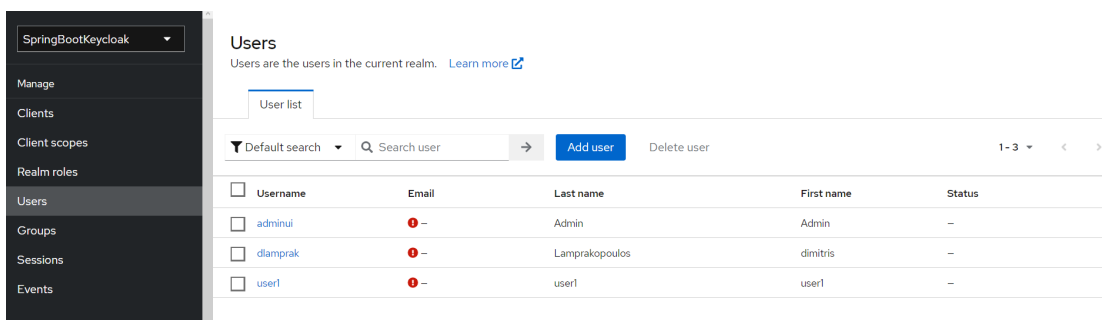 SpringBootKeycloak
Manage
Clients
Client scopes
Realm roles
Users
Groups
Sessions
Events
Users
Users are the users in the current realm. Learn more
User list
Default search Search user Add user Delete user 1 - 3
Username Email Last name First name Status
adminui – Admin Admin –
dlamprak – Lamprakopoulos dimitris –
user1 – user1 user1 –